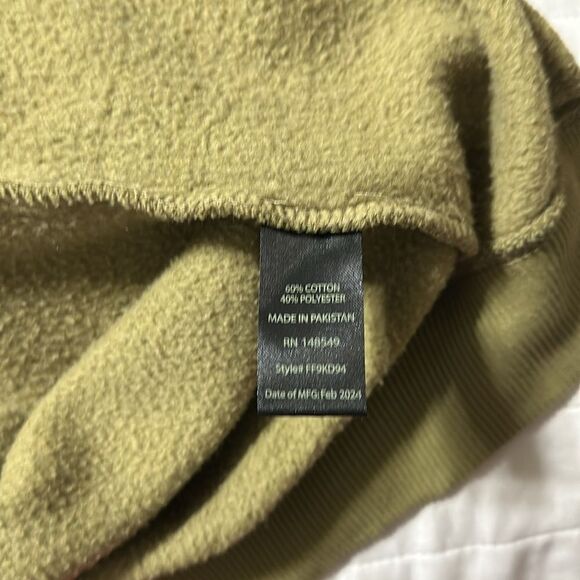 60% COTTON
40% POLYESTER
MADE IN PAKISTAN
RN 148549
Style# FF9KD94
Date of MFG:Feb 2024